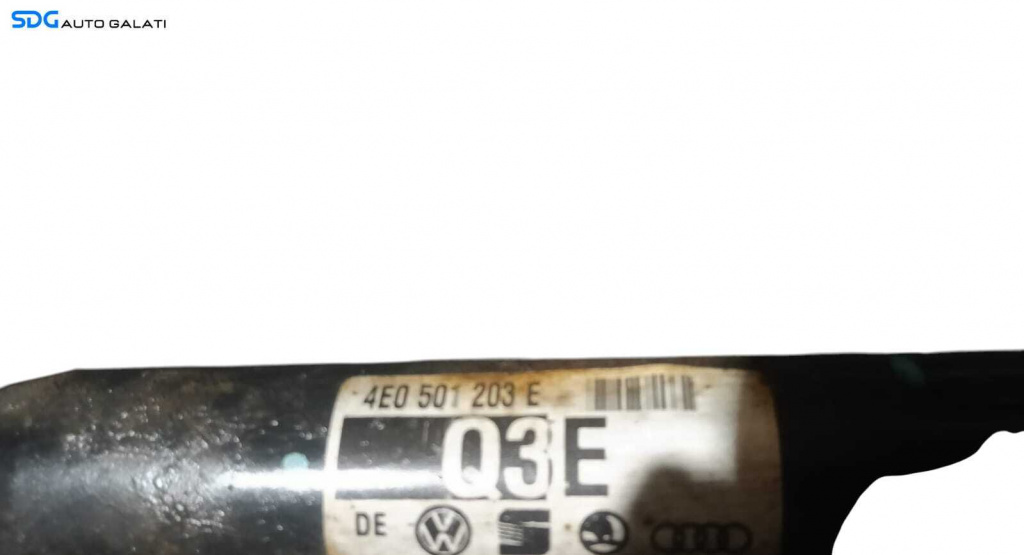 SDG AUTO GALATI
4E0 501 203 E
Q3E
DE